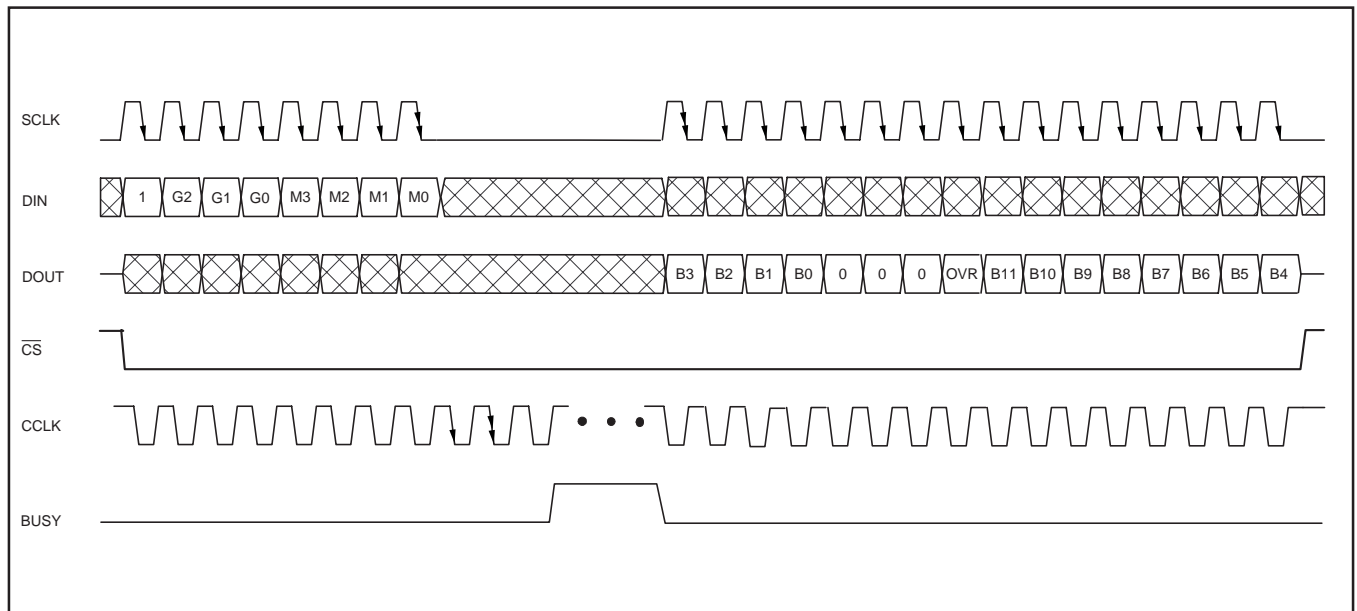 SCLK
DIN 1 G2 G1 G0 M3 M2 M1 M0
DOUT B3 B2 B1 B0 0 0 0 OVR B11 B10 B9 B8 B7 B6 B5 B4
CS
CCLK
BUSY